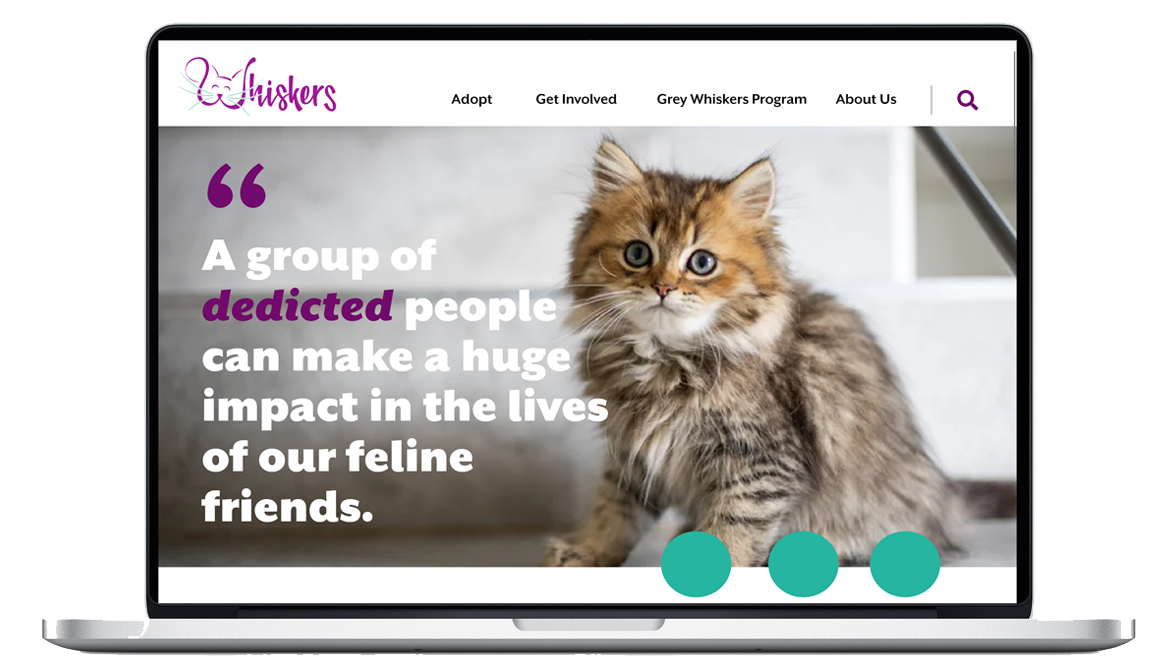 Whiskers
Adopt Get Involved Grey Whiskers Program About Us
“
A group of
dedicted people
can make a huge
impact in the lives
of our feline
friends.